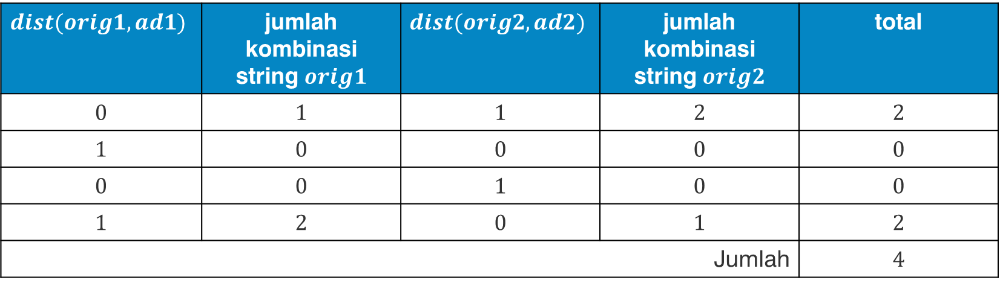 dist(orig1, ad1) jumlah kombinasi string orig1 dist(orig2, ad2) jumlah kombinasi string orig2 total
0 1 1 2 2
1 0 0 0 0
0 0 1 0 0
1 2 0 1 2
Jumlah 4